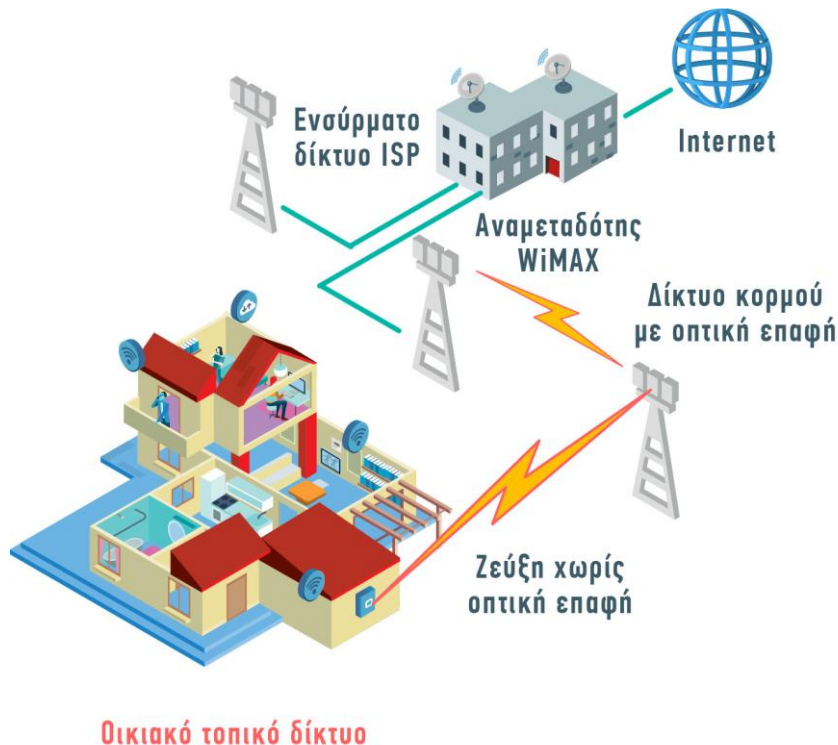 Ενσύρματο
δίκτυο ISP
Internet
Αναμεταδότης
WiMAX
Δίκτυο κορμού
με οπτική επαφή
Ζεύξη χωρίς
οπτική επαφή
Οικιακό τοπικό δίκτυο